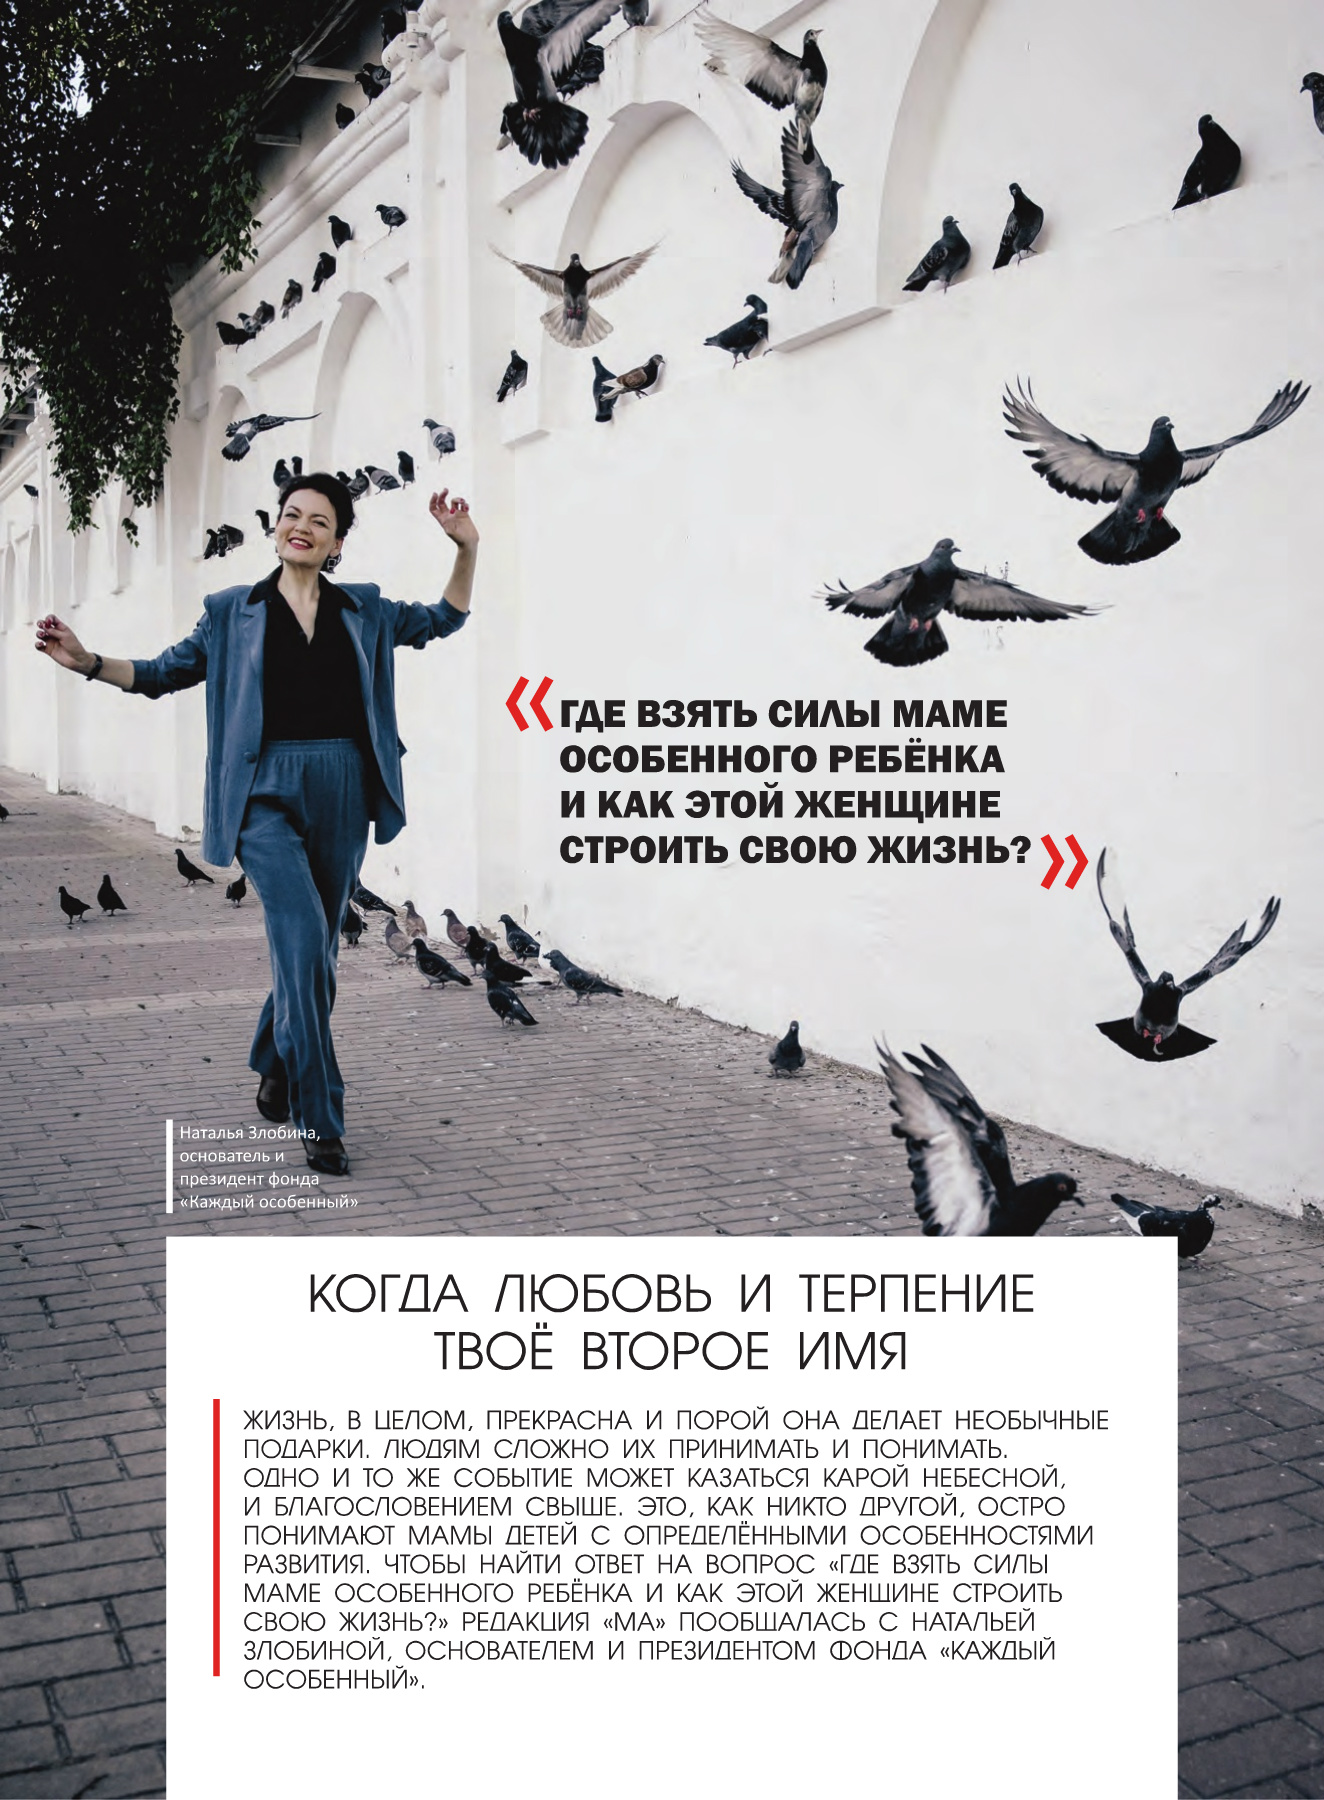 «ГДЕ ВЗЯТЬ СИЛЫ МАМЕ
ОСОБЕННОГО РЕБЁНКА
И КАК ЭТОЙ ЖЕНЩИНЕ
СТРОИТЬ СВОЮ ЖИЗНЬ?»
Наталья Злобина,
основатель и
президент фонда
«Каждый особенный»
КОГДА ЛЮБОВЬ И ТЕРПЕНИЕ
ТВОЁ ВТОРОЕ ИМЯ
ЖИЗНЬ, В ЦЕЛОМ, ПРЕКРАСНА И ПОРОЙ ОНА ДЕЛАЕТ НЕОБЫЧНЫЕ
ПОДАРКИ. ЛЮДЯМ СЛОЖНО ИХ ПРИНИМАТЬ И ПОНИМАТЬ.
ОДНО И ТО ЖЕ СОБЫТИЕ МОЖЕТ КАЗАТЬСЯ КАРОЙ НЕБЕСНОЙ,
И БЛАГОСЛОВЕНИЕМ СВЫШЕ. ЭТО, КАК НИКТО ДРУГОЙ, ОСТРО
ПОНИМАЮТ МАМЫ ДЕТЕЙ С ОПРЕДЕЛЁННЫМИ ОСОБЕННОСТЯМИ
РАЗВИТИЯ. ЧТОБЫ НАЙТИ ОТВЕТ НА ВОПРОС «ГДЕ ВЗЯТЬ СИЛЫ
МАМЕ ОСОБЕННОГО РЕБЁНКА И КАК ЭТОЙ ЖЕНЩИНЕ СТРОИТЬ
СВОЮ ЖИЗНЬ?» РЕДАКЦИЯ «МА» ПООБЩАЛАСЬ С НАТАЛЬЕЙ
ЗЛОБИНОЙ, ОСНОВАТЕЛЕМ И ПРЕЗИДЕНТОМ ФОНДА «КАЖДЫЙ
ОСОБЕННЫЙ».